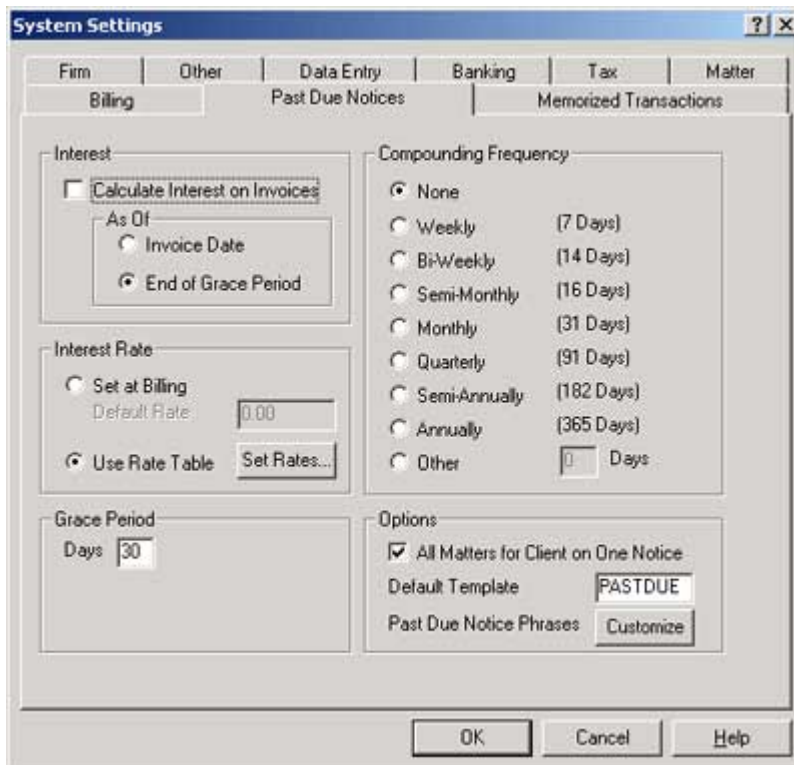 System Settings
Firm Other Data Entry Banking Tax Matter
Billing Past Due Notices Memorized Transactions
Interest
Calculate Interest on Invoices
As Of
Invoice Date
End of Grace Period
Interest Rate
Set at Billing
Default Rate 0.00
Use Rate Table Set Rates...
Grace Period
Days 30
Compounding Frequency
None
Weekly (7 Days)
Bi-Weekly (14 Days)
Semi-Monthly (16 Days)
Monthly (31 Days)
Quarterly (91 Days)
Semi-Annually (182 Days)
Annually (365 Days)
Other 0 Days
Options
All Matters for Client on One Notice
Default Template PASTDUE
Past Due Notice Phrases Customize
OK Cancel Help